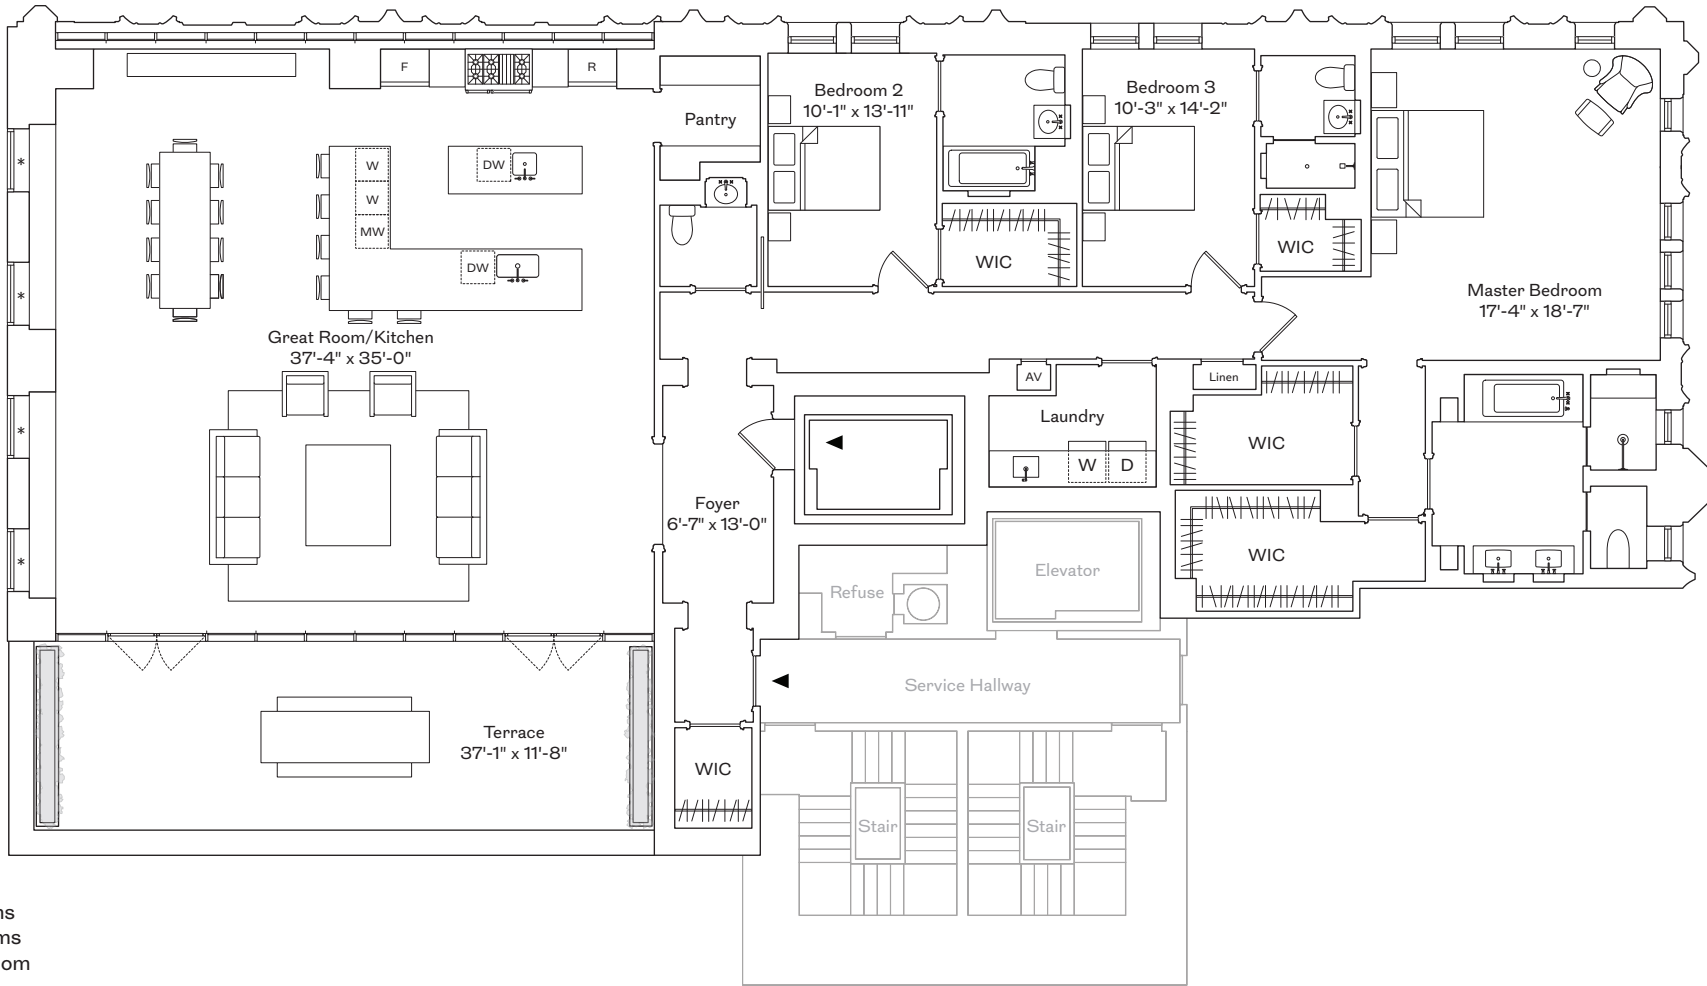 F
R
Bedroom 2
10'-1" x 13'-11"
Bedroom 3
10'-3" x 14'-2"
Pantry
*
W
W
MW
DW
DW
*
WIC
WIC
Master Bedroom
17'-4" x 18'-7"
Great Room/Kitchen
37'-4" x 35'-0"
AV
Linen
Laundry
*
W
D
WIC
Foyer
6'-7" x 13'-0"
*
WIC
Refuse
Elevator
Service Hallway
Terrace
37'-1" x 11'-8"
WIC
Stair
Stair
ns
ms
om